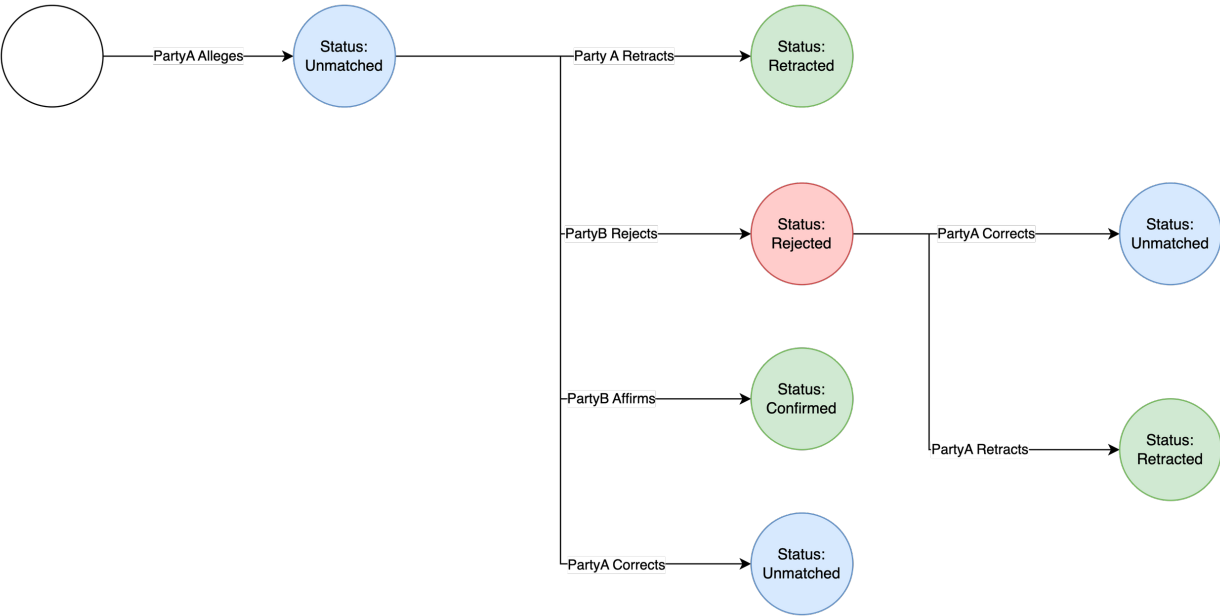 PartyA Alleges
Status:
Unmatched
Party A Retracts
Status:
Retracted
PartyB Rejects
Status:
Rejected
PartyA Corrects
Status:
Unmatched
PartyB Affirms
Status:
Confirmed
PartyA Retracts
Status:
Retracted
PartyA Corrects
Status:
Unmatched